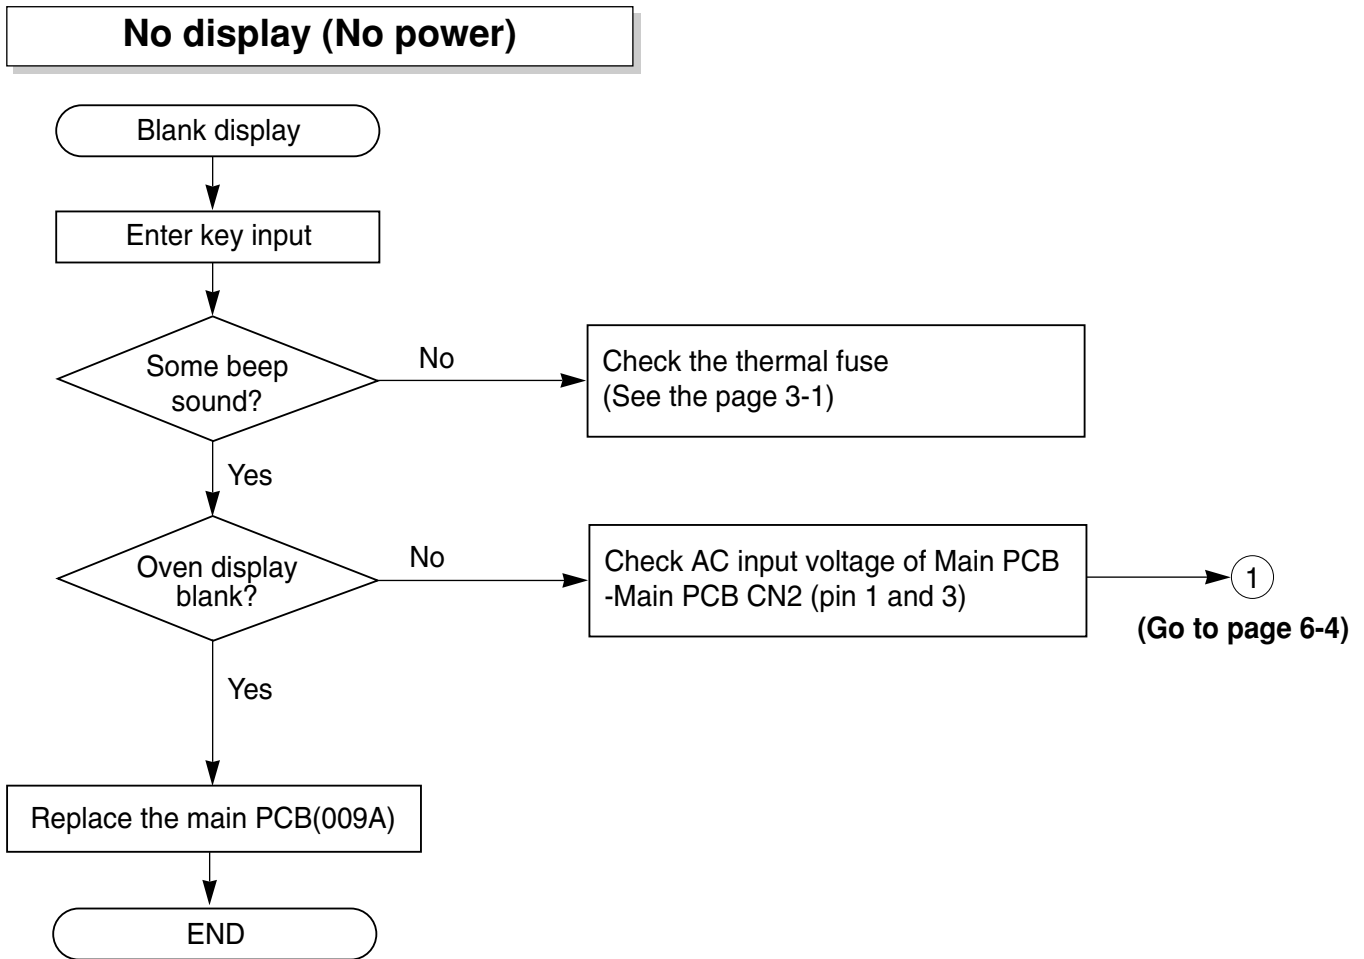 No display (No power)
Blank display
Enter key input
Some beep
sound?
No
Check the thermal fuse
(See the page 3-1)
Yes
Oven display
blank?
No
Check AC input voltage of Main PCB
-Main PCB CN2 (pin 1 and 3)
1
(Go to page 6-4)
Yes
Replace the main PCB(009A)
END